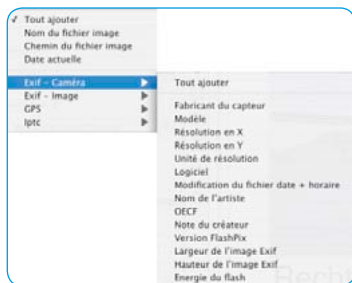 ✓ Tout ajouter
Nom du fichier image
Chemin du fichier image
Date actuelle
Exif - Caméra
Exif - Image
GPS
Iptc
Tout ajouter
Fabricant du capteur
Modèle
Résolution en X
Résolution en Y
Unité de résolution
Logiciel
Modification du fichier date + horaire
Nom de l'artiste
OECF
Note du créateur
Version FlashPix
Largeur de l'image Exif
Hauteur de l'image Exif
Energie du flash